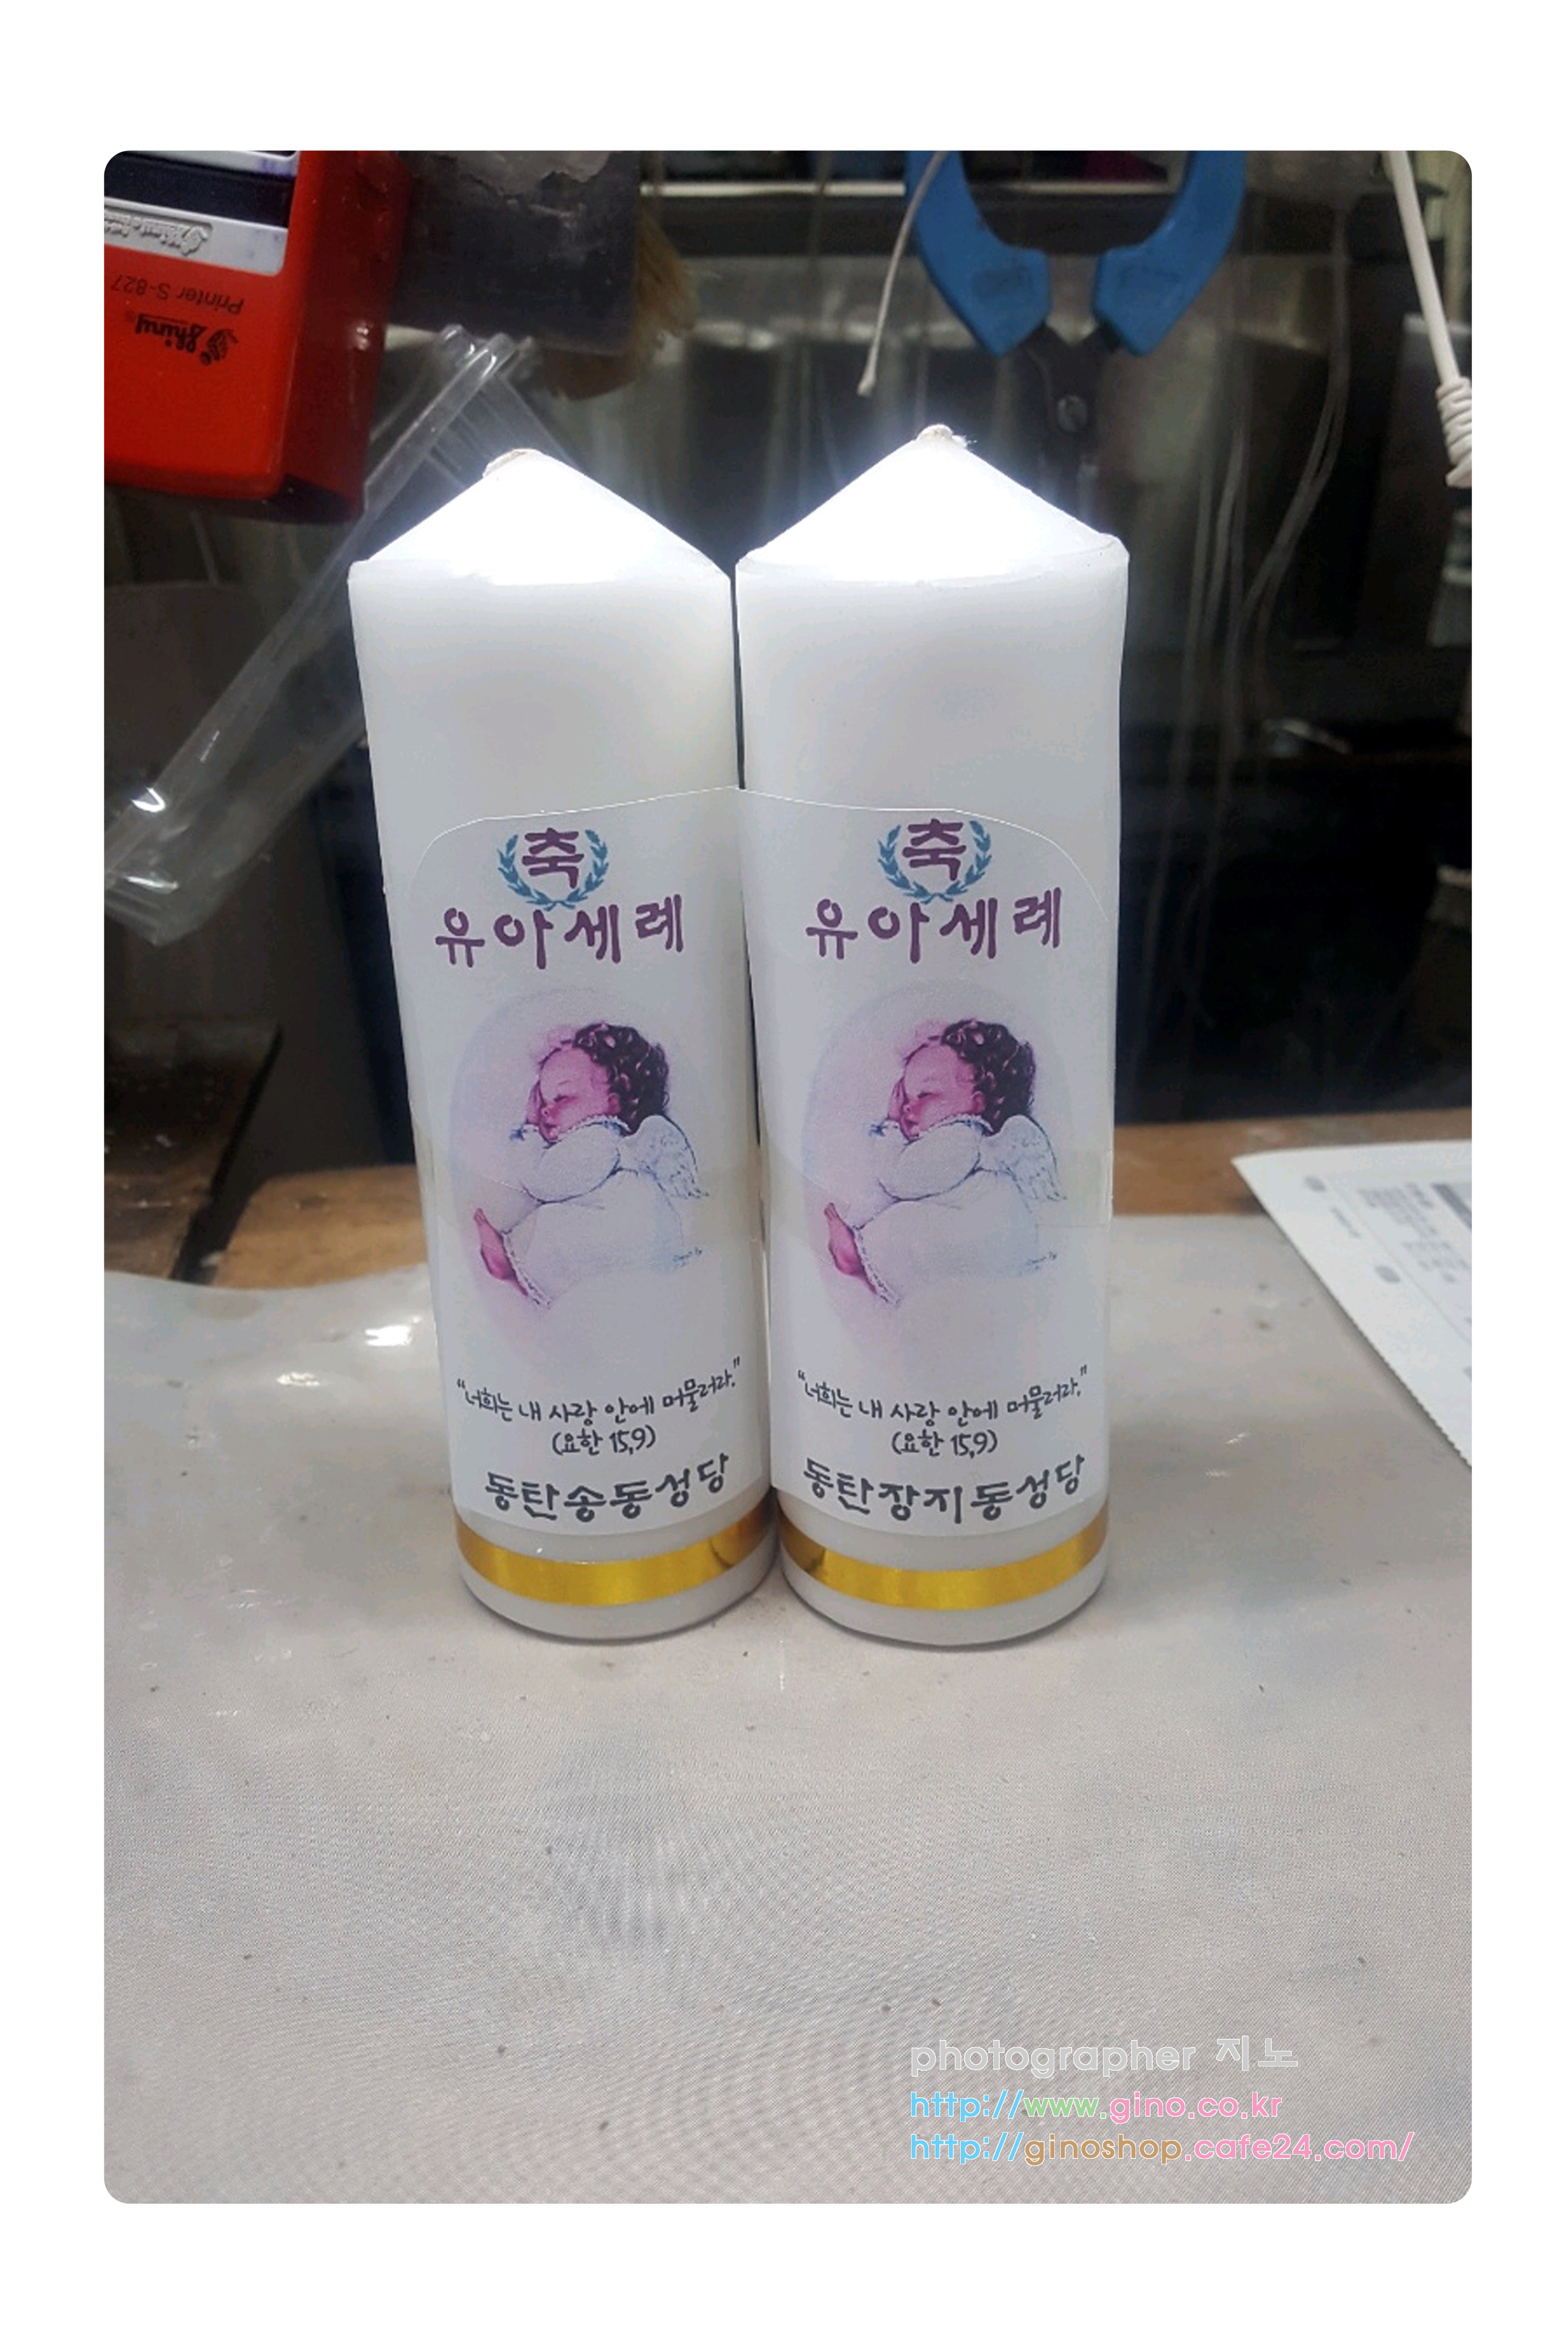 Printer S-827
Shiny
축
유아세례
"너희는 내 사랑 안에 머물러라."
(요한 15,9)
동탄송동성당
축
유아세례
"너희는 내 사랑 안에 머물러라."
(요한 15,9)
동탄장지동성당
photographer 지노
http://www.gino.co.kr
http://ginoshop.cafe24.com/